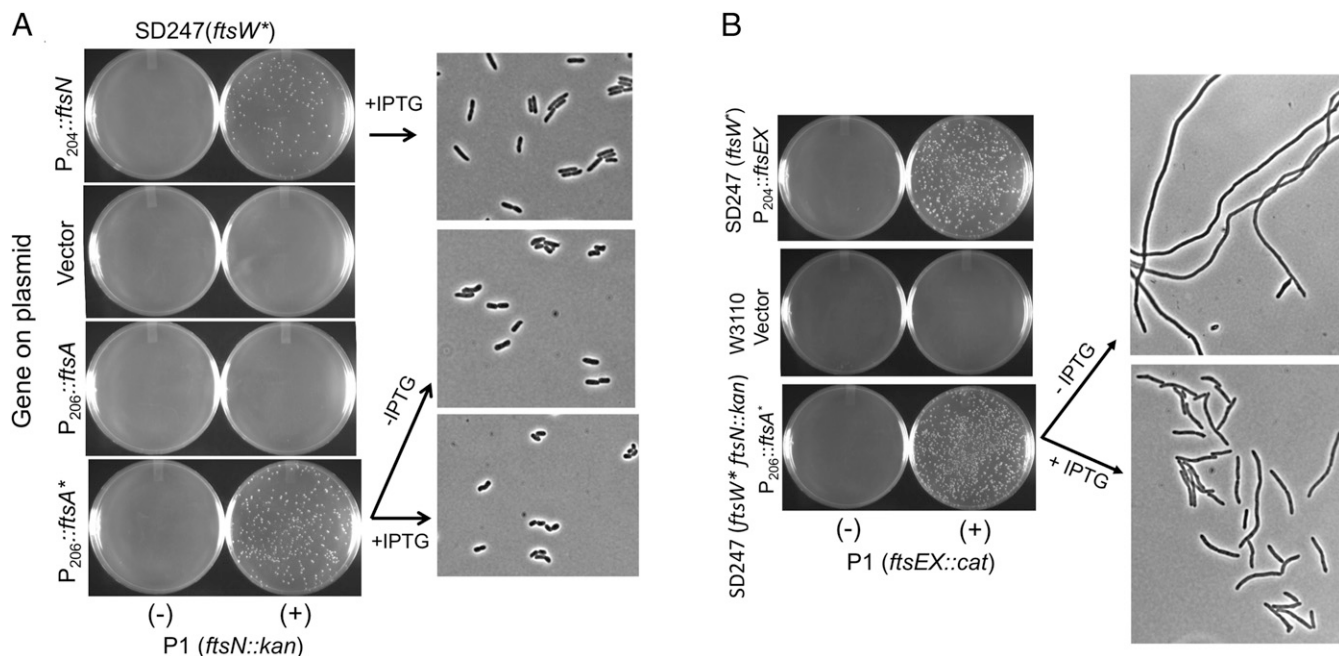 A
SD247(ftsW*)
Gene on plasmid
P204::ftsN
+IPTG
Vector
P206::ftsA
P206::ftsA*
-IPTG
+IPTG
(-)
(+)
P1 (ftsN::kan)
B
SD247 (ftsW*)
P204::ftsEX
W3110
Vector
SD247 (ftsW* ftsN::kan)
P206::ftsA*
- IPTG
+ IPTG
(-)
(+)
P1 (ftsEX::cat)